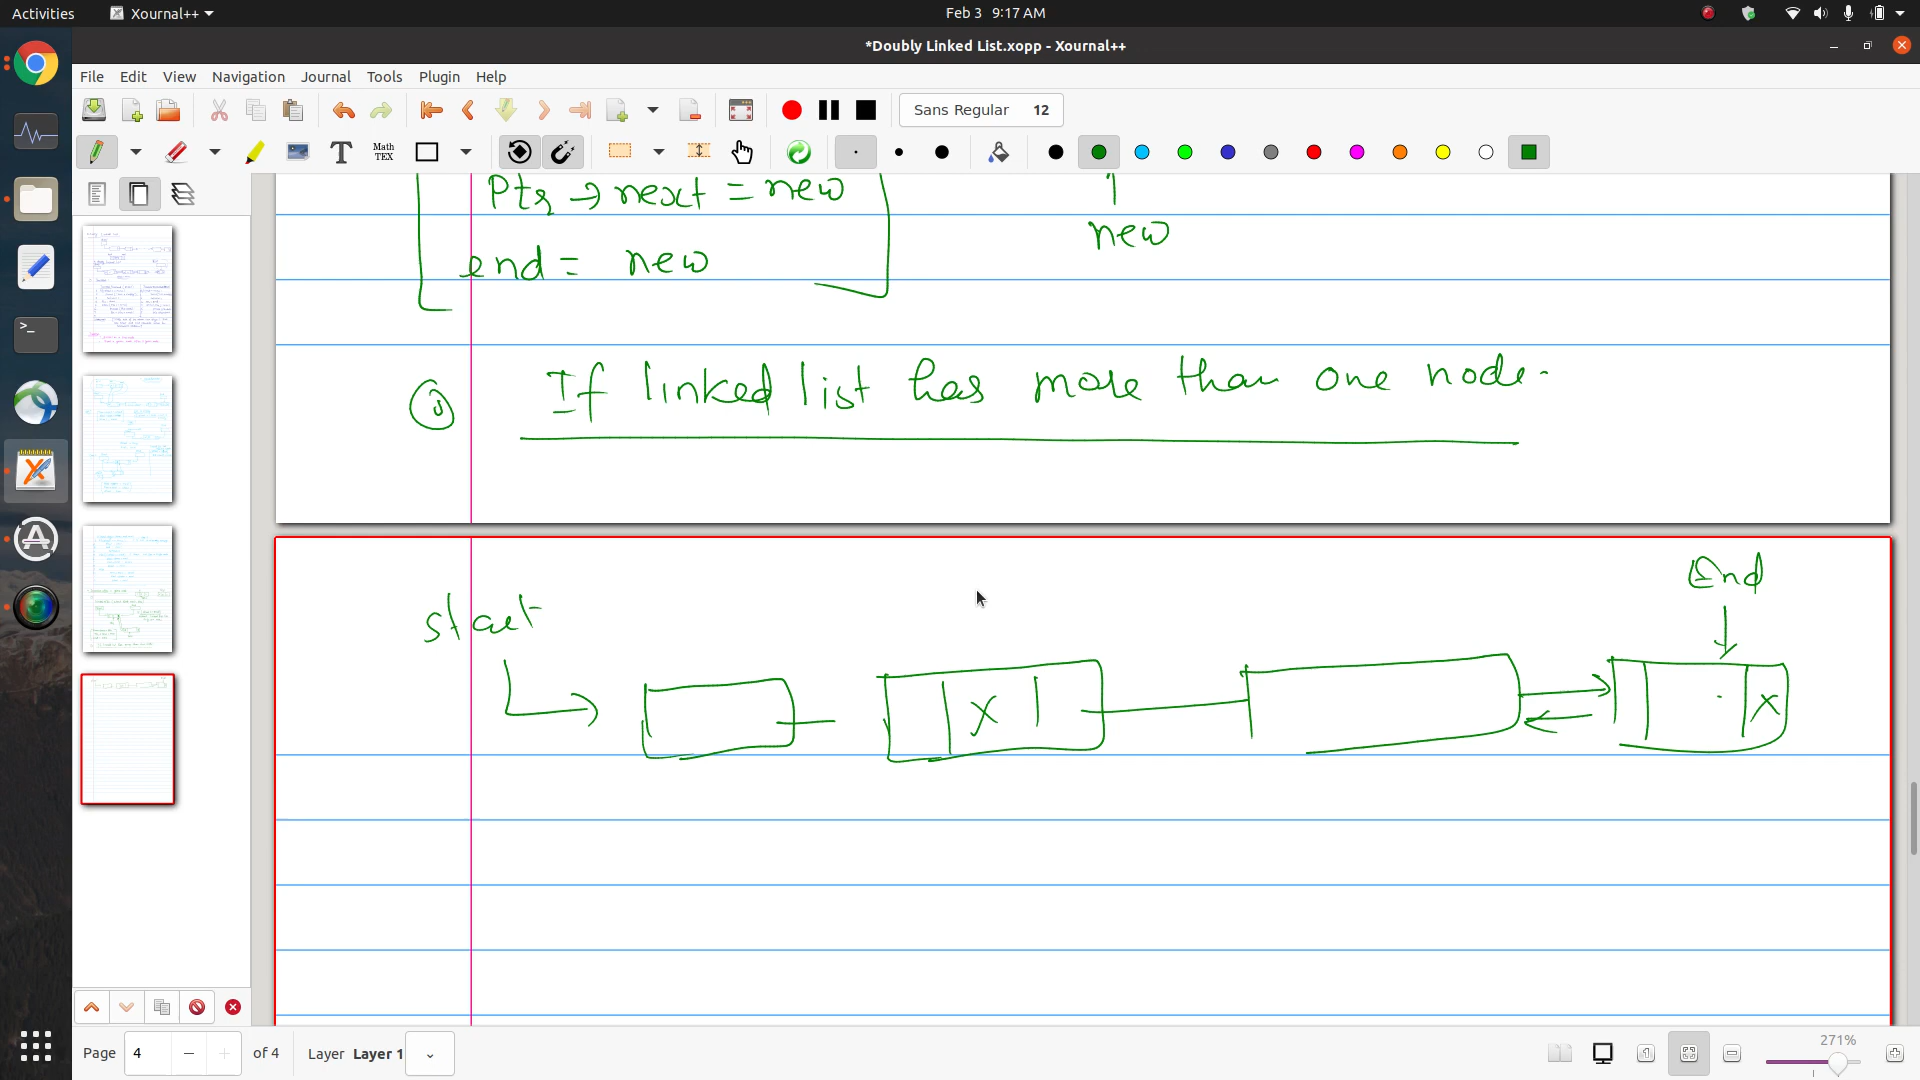 Activities Xournal++ Feb 3 9:17 AM
*Doubly Linked List.xopp - Xournal++
File Edit View Navigation Journal Tools Plugin Help
Sans Regular 12
Math TEX
Ptr → next = new
end = new
new
If linked list has more than one node.
start
End
X
X
Page 4 of 4 Layer Layer 1 271%